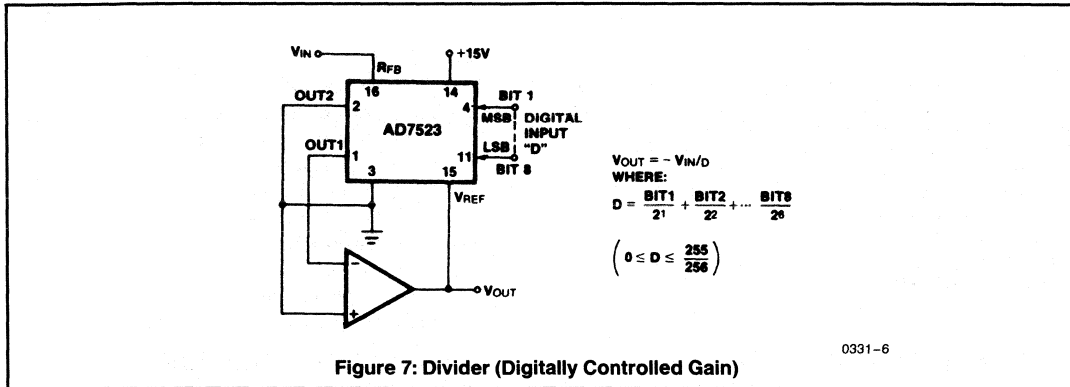 VIN +15V
RFB
16 14
OUT2 2 4 BIT 1
MSB DIGITAL
AD7523 INPUT
OUT1 LSB "D"
1 11
3 15 BIT 8
VREF
VOUT = - VIN/D
WHERE:
D = BIT1/2¹ + BIT2/2² +··· BIT8/2⁸
( 0 ≤ D ≤ 255/256 )
-
+
VOUT
0331-6
Figure 7: Divider (Digitally Controlled Gain)